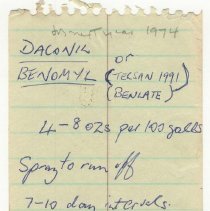 1974
DACONIL or
BENOMYL (TERSAN 1991)
(BENLATE)
4-8 ozs per 100 galls
Spray to run off
7-10 day intervals.